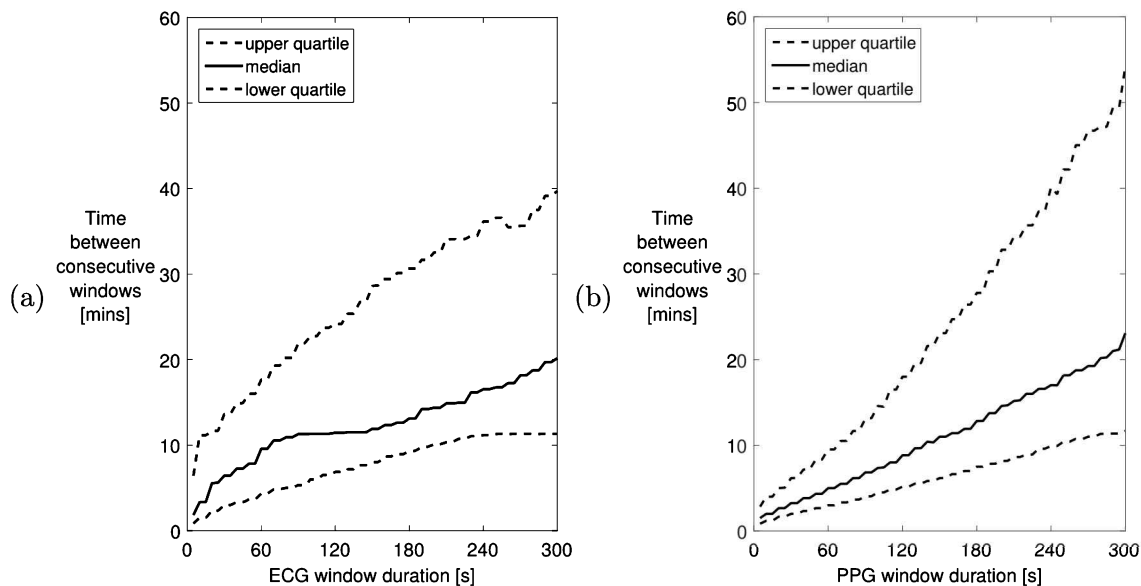 (a)
Time
between
consecutive
windows
[mins]
60
50
40
30
20
10
0
upper quartile
median
lower quartile
0 60 120 180 240 300
ECG window duration [s]
(b)
Time
between
consecutive
windows
[mins]
60
50
40
30
20
10
0
upper quartile
median
lower quartile
0 60 120 180 240 300
PPG window duration [s]